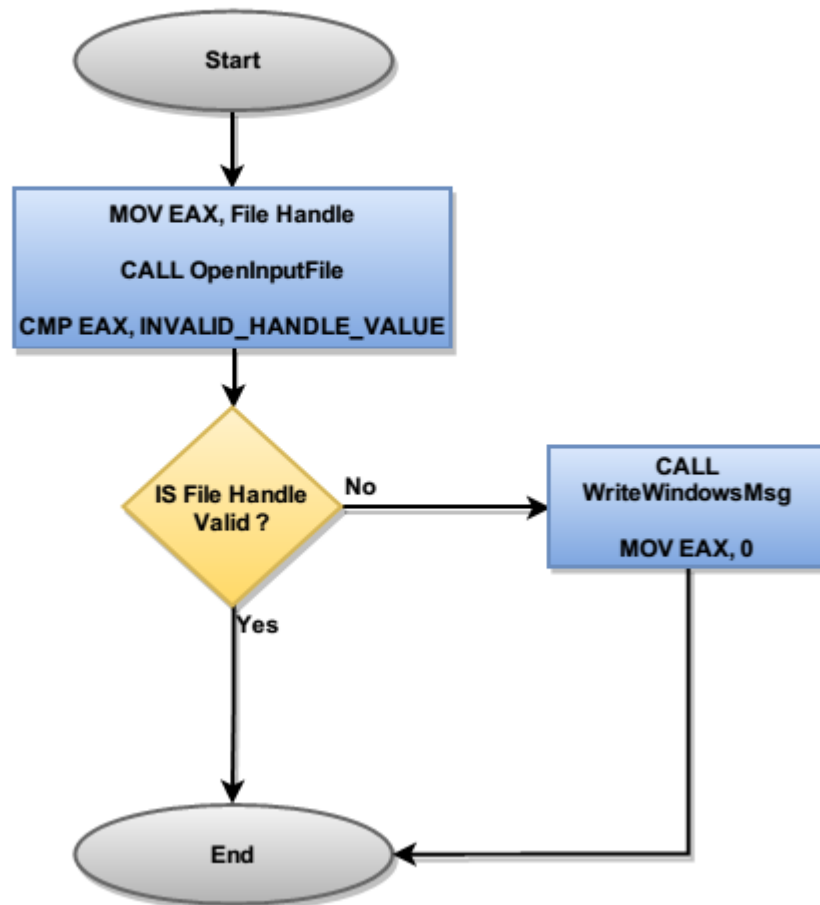 Start
MOV EAX, File Handle
CALL OpenInputFile
CMP EAX, INVALID_HANDLE_VALUE
IS File Handle
Valid ?
No
CALL
WriteWindowsMsg
MOV EAX, 0
Yes
End